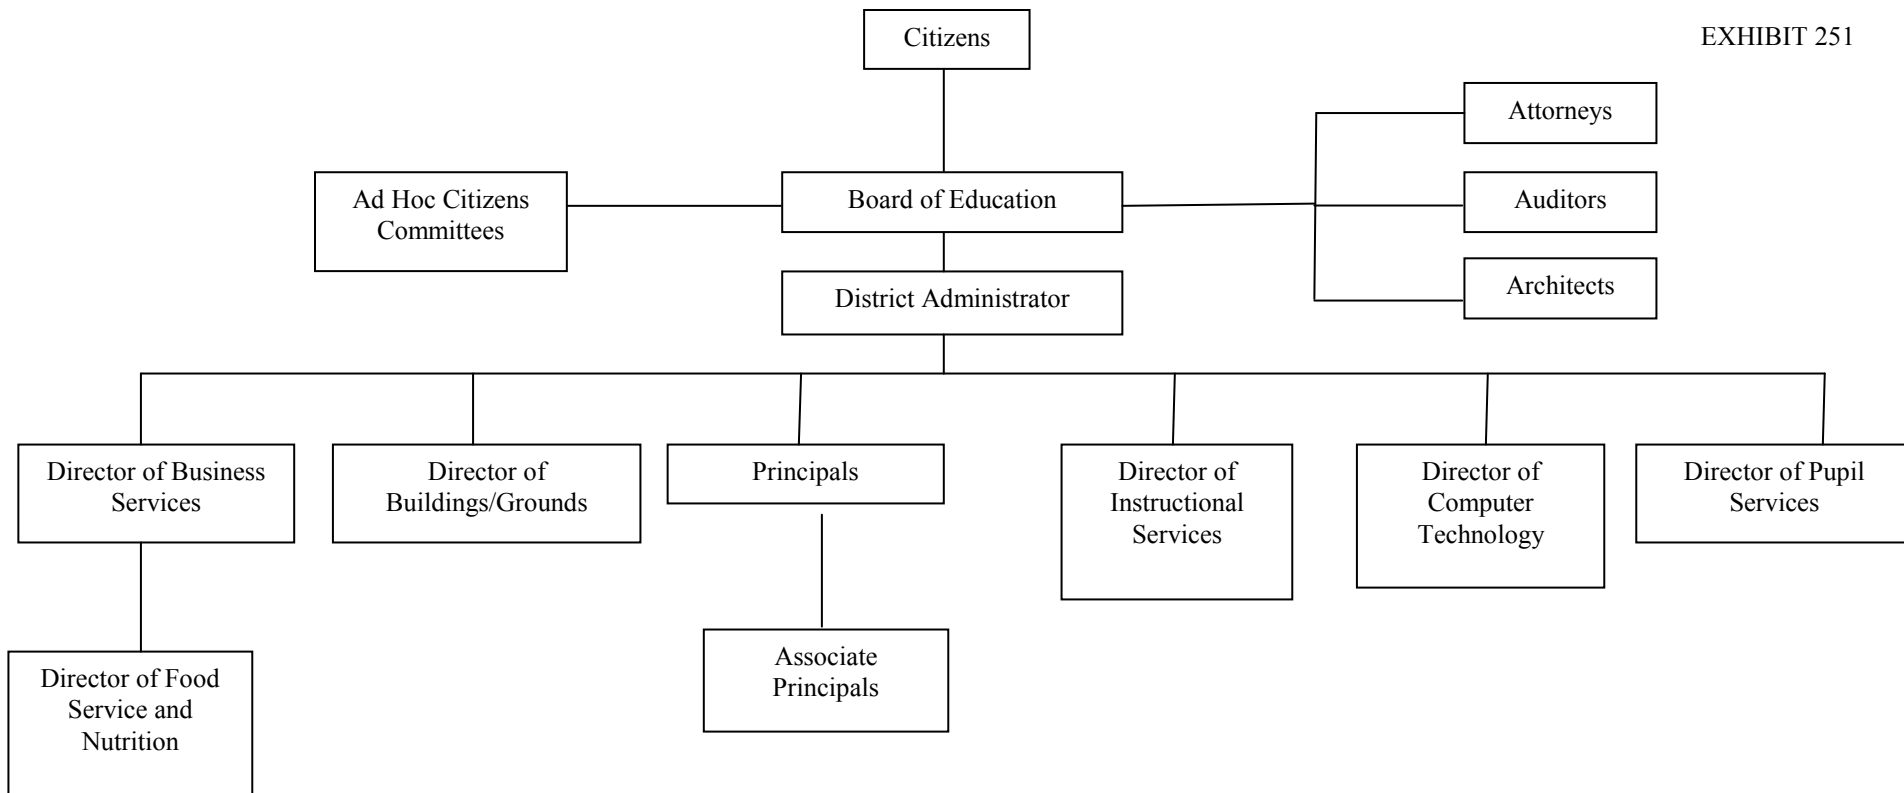 Citizens
EXHIBIT 251
Attorneys
Ad Hoc Citizens
Committees
Board of Education
Auditors
District Administrator
Architects
Director of Business
Services
Director of
Buildings/Grounds
Principals
Director of
Instructional
Services
Director of
Computer
Technology
Director of Pupil
Services
Director of Food
Service and
Nutrition
Associate
Principals